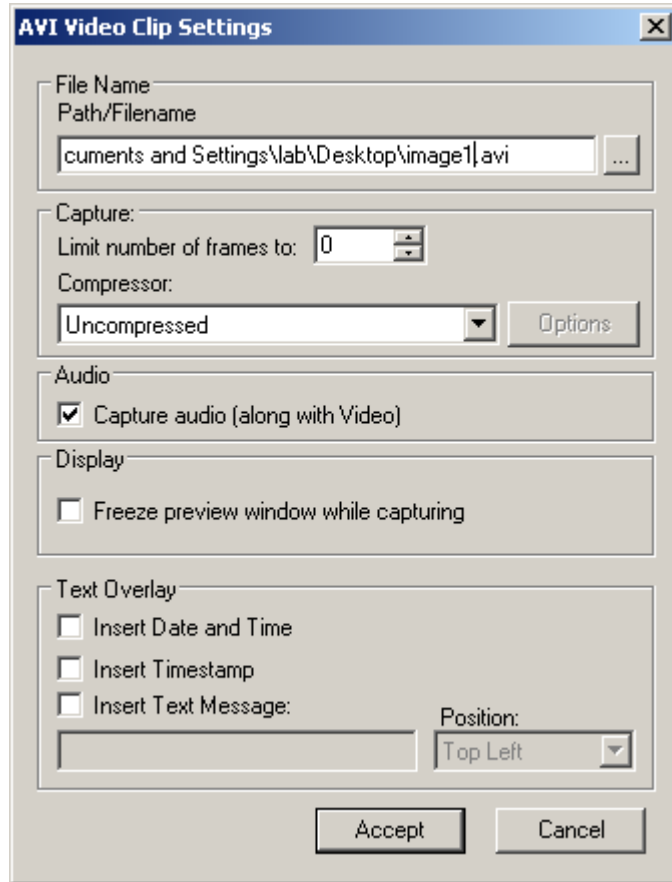 AVI Video Clip Settings
File Name
Path/Filename
cuments and Settings\lab\Desktop\image1.avi
...
Capture:
Limit number of frames to: 0
Compressor:
Uncompressed
Options
Audio
Capture audio (along with Video)
Display
Freeze preview window while capturing
Text Overlay
Insert Date and Time
Insert Timestamp
Insert Text Message:
Position:
Top Left
Accept
Cancel